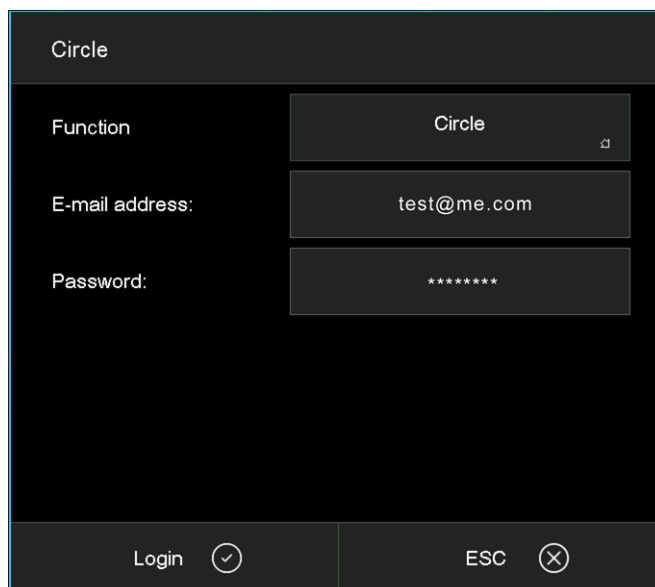 Circle
Function Circle
E-mail address: test@me.com
Password: ********
Login ESC